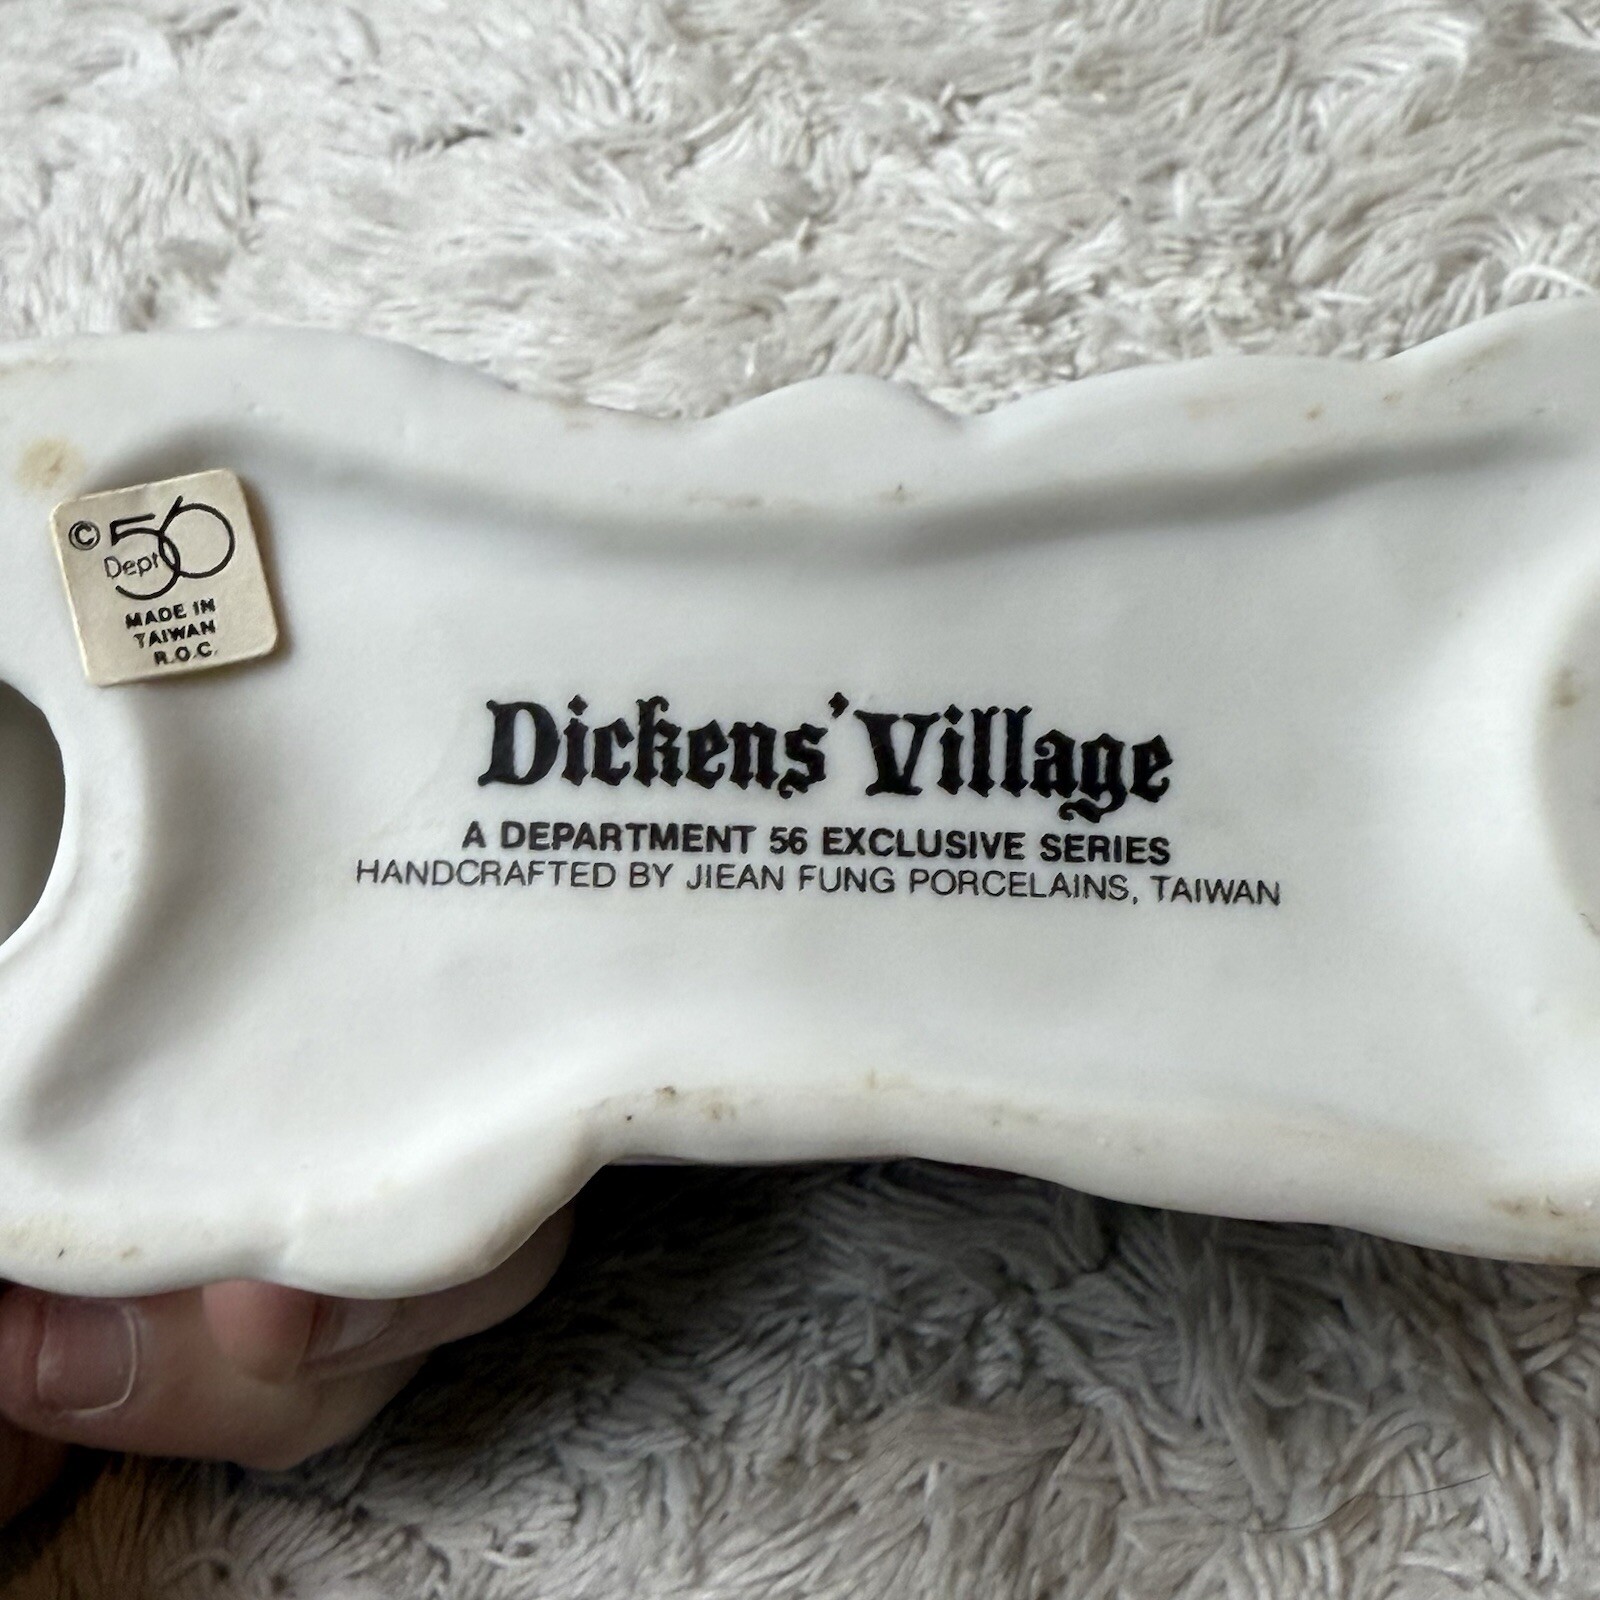 © Dept 56
MADE IN
TAIWAN
R.O.C.
Dickens' Village
A DEPARTMENT 56 EXCLUSIVE SERIES
HANDCRAFTED BY JIEAN FUNG PORCELAINS, TAIWAN